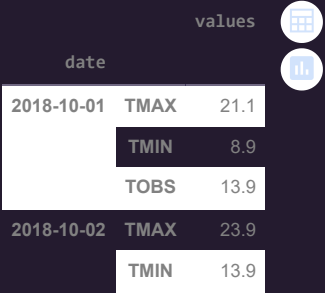 values
date
2018-10-01 TMAX 21.1
TMIN 8.9
TOBS 13.9
2018-10-02 TMAX 23.9
TMIN 13.9